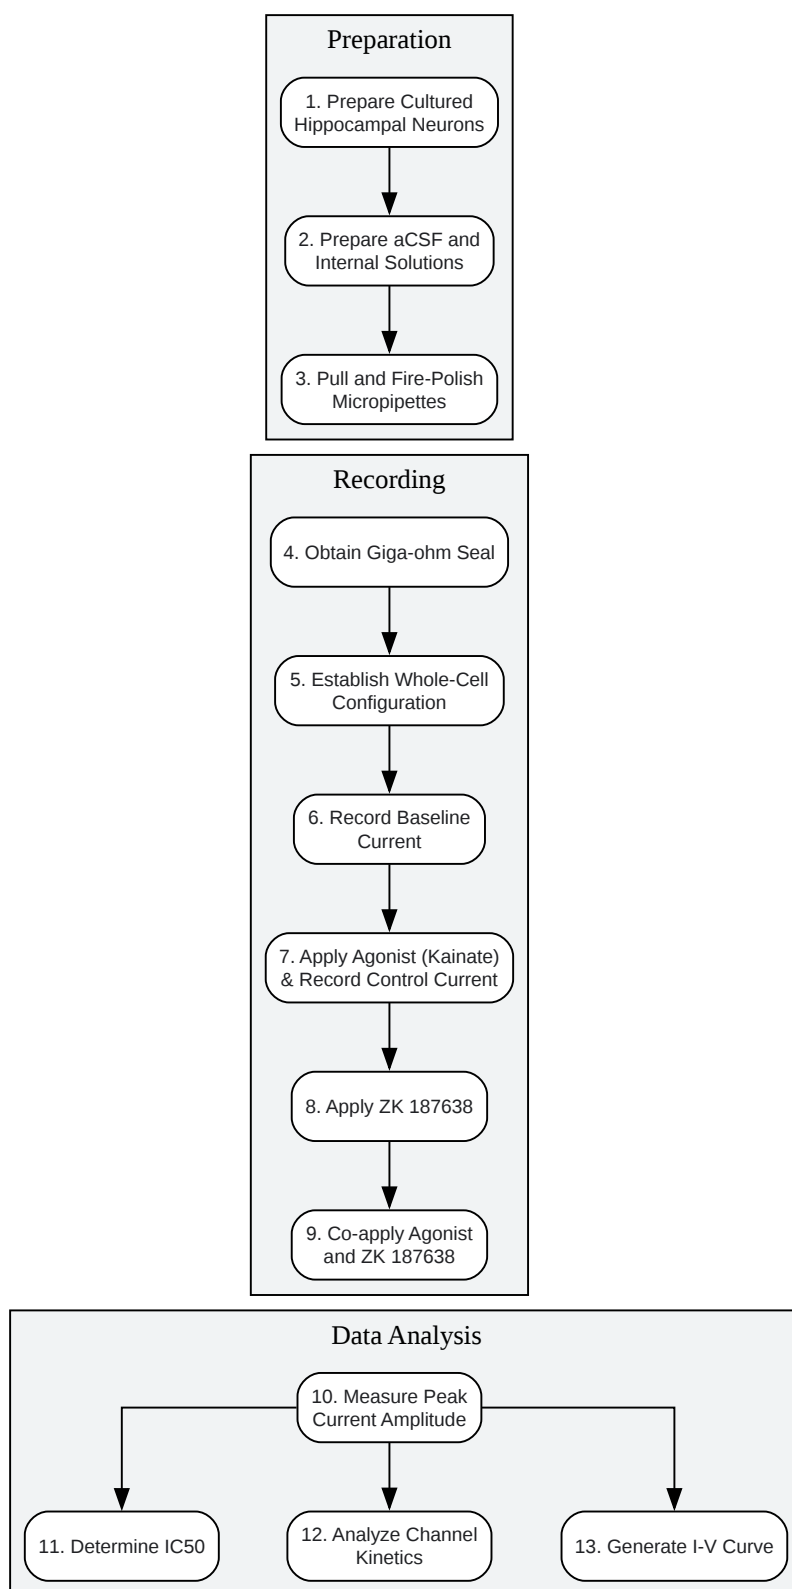 Preparation
1. Prepare Cultured
Hippocampal Neurons
2. Prepare aCSF and
Internal Solutions
3. Pull and Fire-Polish
Micropipettes
Recording
4. Obtain Giga-ohm Seal
5. Establish Whole-Cell
Configuration
6. Record Baseline
Current
7. Apply Agonist (Kainate)
& Record Control Current
8. Apply ZK 187638
9. Co-apply Agonist
and ZK 187638
Data Analysis
10. Measure Peak
Current Amplitude
11. Determine IC50
12. Analyze Channel
Kinetics
13. Generate I-V Curve